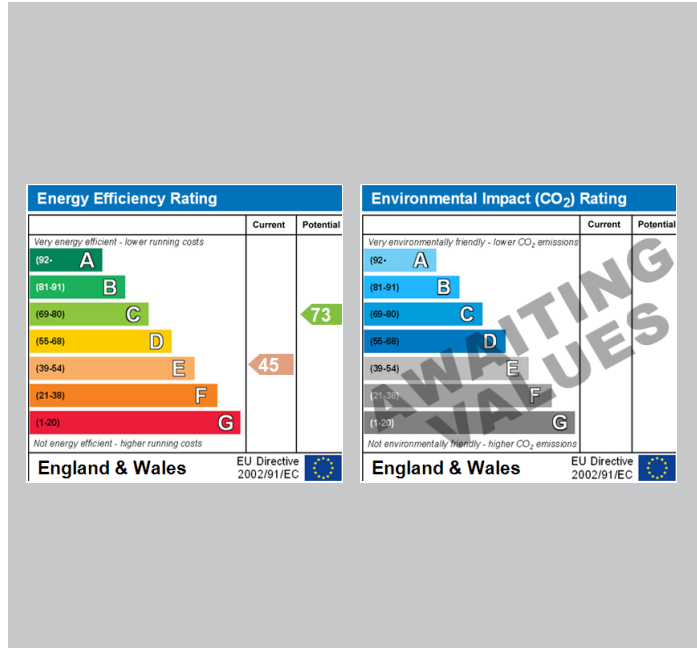 Energy Efficiency Rating
Current Potential
Very energy efficient - lower running costs
(92- A
(81-91) B
(69-80) C
73
(55-68) D
(39-54) E
45
(21-38) F
(1-20) G
Not energy efficient - higher running costs
England & Wales
EU Directive
2002/91/EC
Environmental Impact (CO2) Rating
Current Potential
Very environmentally friendly - lower CO2 emissions
(92- A
(81-91) B
(69-80) C
(55-68) D
(39-54) E
(21-38) F
(1-20) G
AWAITING
VALUES
Not environmentally friendly - higher CO2 emissions
England & Wales
EU Directive
2002/91/EC